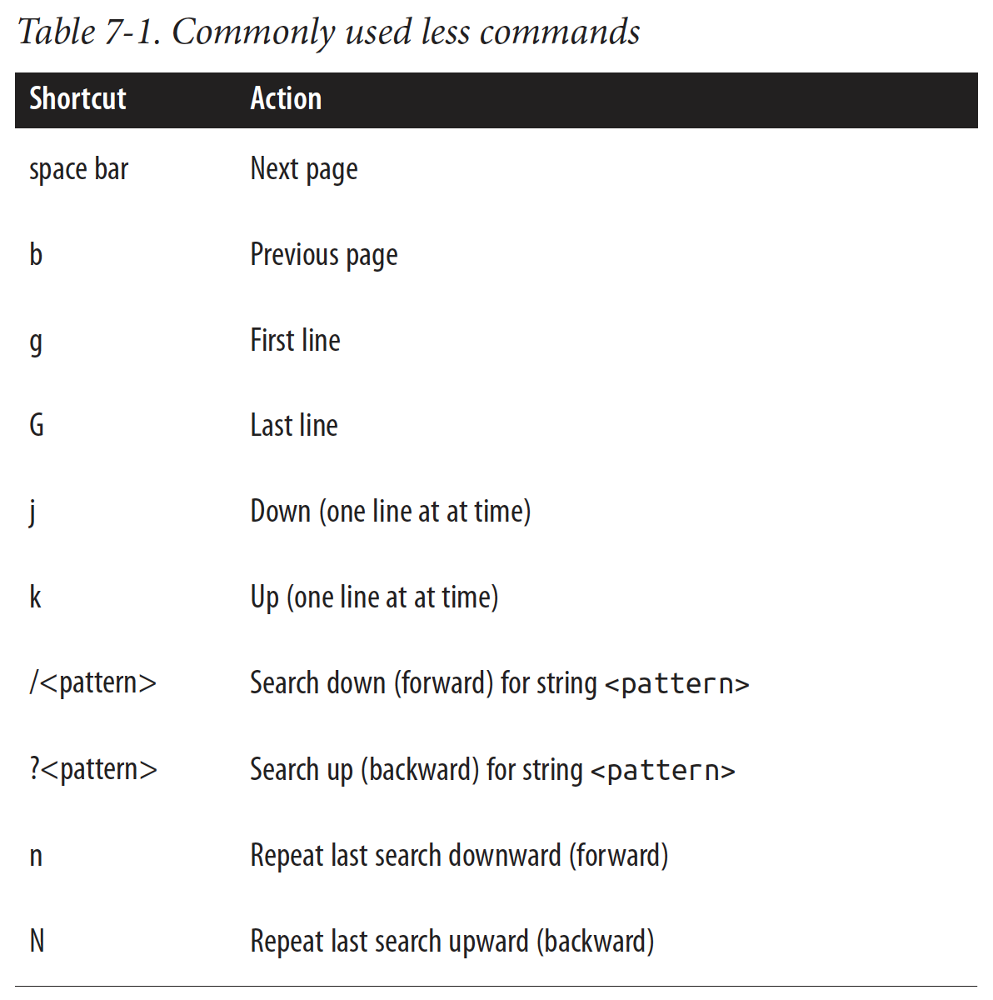 Table 7-1. Commonly used less commands
Shortcut Action
space bar Next page
b Previous page
g First line
G Last line
j Down (one line at at time)
k Up (one line at at time)
/<pattern> Search down (forward) for string <pattern>
?<pattern> Search up (backward) for string <pattern>
n Repeat last search downward (forward)
N Repeat last search upward (backward)